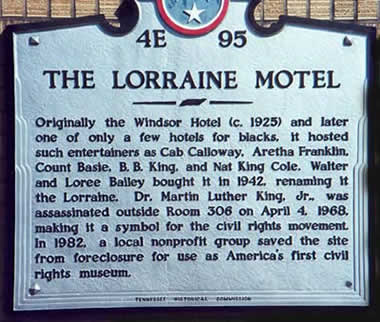 4E 95
THE LORRAINE MOTEL
Originally the Windsor Hotel (c. 1925) and later
one of only a few hotels for blacks, it hosted
such entertainers as Cab Calloway, Aretha Franklin,
Count Basie, B. B. King, and Nat King Cole. Walter
and Loree Bailey bought it in 1942, renaming it
the Lorraine. Dr. Martin Luther King, Jr., was
assassinated outside Room 306 on April 4, 1968,
making it a symbol for the civil rights movement.
In 1982, a local nonprofit group saved the site
from foreclosure for use as America's first civil
rights museum.
TENNESSEE HISTORICAL COMMISSION